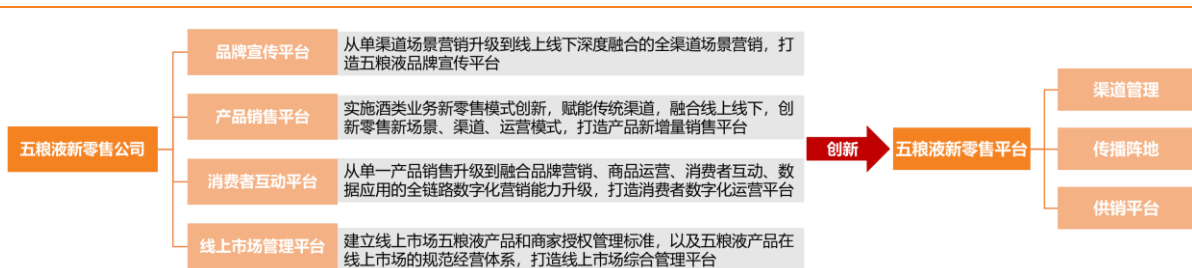 五粮液新零售公司
品牌宣传平台
从单渠道场景营销升级到线上线下深度融合的全渠道场景营销，打
造五粮液品牌宣传平台
产品销售平台
实施酒类业务新零售模式创新，赋能传统渠道，融合线上线下，创
新零售新场景、渠道、运营模式，打造产品新增量销售平台
消费者互动平台
从单一产品销售升级到融合品牌营销、商品运营、消费者互动、数
据应用的全链路数字化营销能力升级，打造消费者数字化运营平台
线上市场管理平台
建立线上市场五粮液产品和商家授权管理标准，以及五粮液产品在
线上市场的规范经营体系，打造线上市场综合管理平台
创新
五粮液新零售平台
渠道管理
传播阵地
供销平台